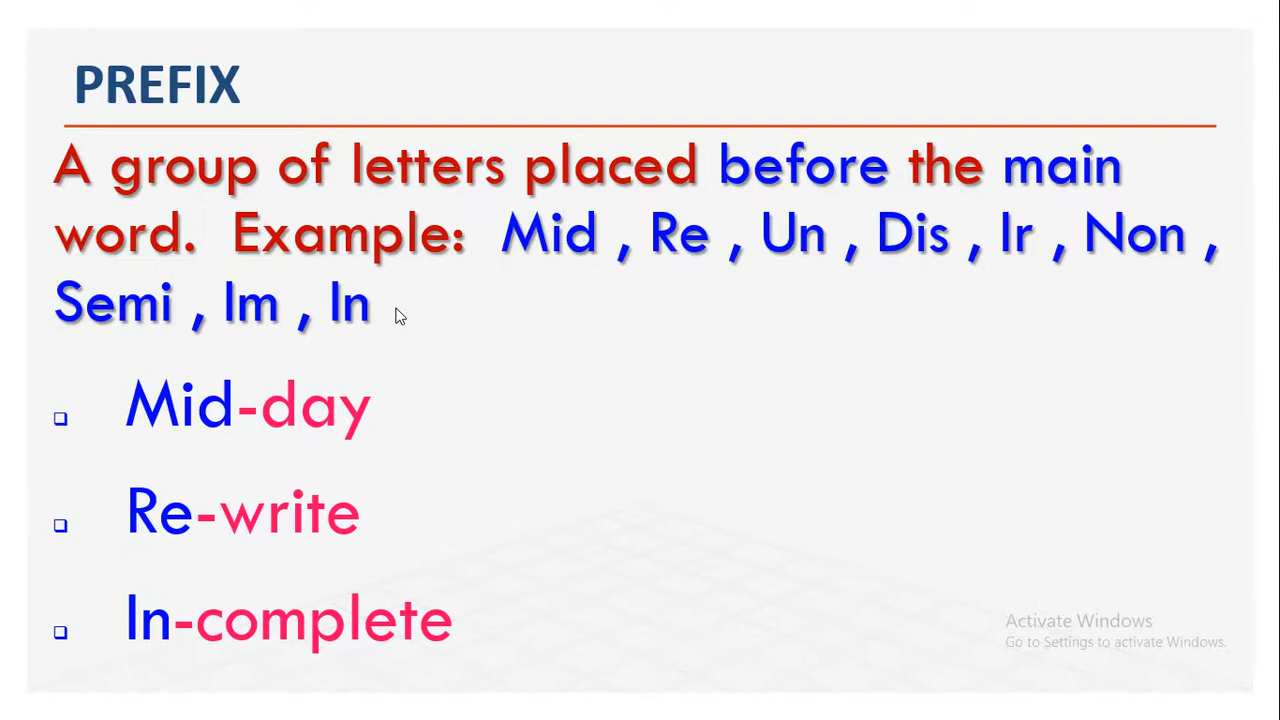 PREFIX
A group of letters placed before the main
word. Example: Mid , Re , Un , Dis , Ir , Non ,
Semi , Im , In
Mid-day
Re-write
In-complete
Activate Windows
Go to Settings to activate Windows.